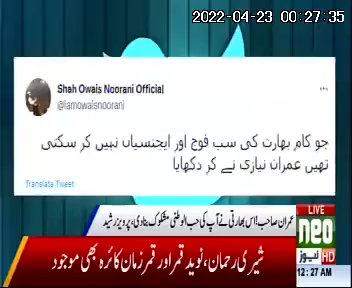 2022-04-23 00:27:35
Shah Owais Noorani Official
@iamowaisnoorani
جو کام بھارت کی سب فوج اور ایجنسیاں نہیں کر سکتی
تھیں عمران نیازی نے کر دکھایا
Translate Tweet
عمران صاحب! اس بھارتی نے آپ کی حب الوطنی مشکوک بنا دی، پرویز رشید
LIVE
neo
نیوز HD
شیری رحمان، نوید قمر اور قمر زمان کائرہ بھی موجود
12:27 AM